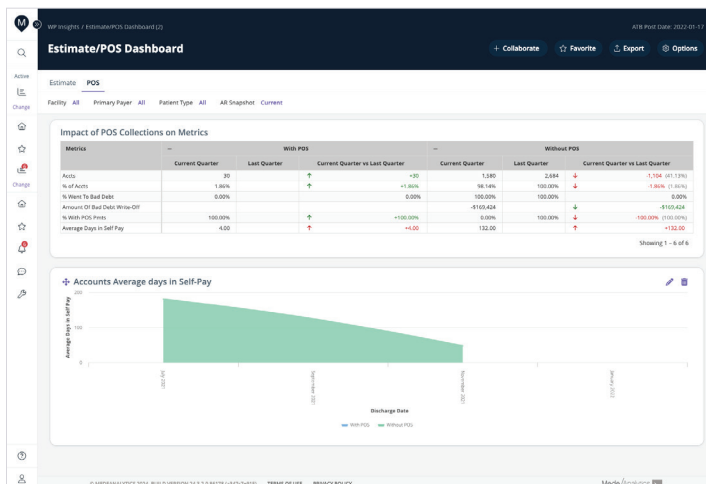 M
WP Insights / Estimate/POS Dashboard (2)
ATB Post Date: 2022-01-17
Estimate/POS Dashboard
+ Collaborate Favorite Export Options
Active
Change
Change
Estimate POS
Facility All Primary Payer All Patient Type All AR Snapshot Current
Impact of POS Collections on Metrics
Metrics — With POS — Without POS
Current Quarter Last Quarter Current Quarter vs Last Quarter Current Quarter Last Quarter Current Quarter vs Last Quarter
Accts 30 ↑ +30 1,580 2,684 ↓ -1,104 (41.13%)
% of Accts 1.86% ↑ +1.86% 98.14% 100.00% ↓ -1.86% (1.86%)
% Went To Bad Debt 0.00% 0.00% 100.00% 100.00% 0.00%
Amount Of Bad Debt Write-Off -$169,424 ↓ -$169,424
% With POS Pmts 100.00% ↑ +100.00% 0.00% 100.00% ↓ -100.00% (100.00%)
Average Days in Self Pay 4.00 ↑ +4.00 132.00 ↑ +132.00
Showing 1 – 6 of 6
Accounts Average days in Self-Pay
Average Days in Self Pay
200
100
0
July 2021
September 2021
November 2021
January 2022
Discharge Date
With POS Without POS
TERMS OF USE PRIVACY POLICY